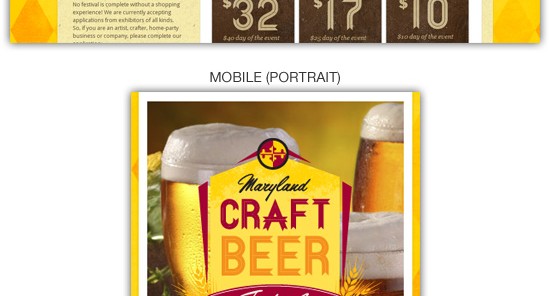 No festival is complete without a shopping
experience! We are currently accepting
applications from exhibitors of all kinds.
So, if you are an artist, crafter, home-party
business or company, please complete our
$32
$40 day of the event
$17
$25 day of the event
$10
$10 day of the event
MOBILE (PORTRAIT)
Maryland
CRAFT
BEER